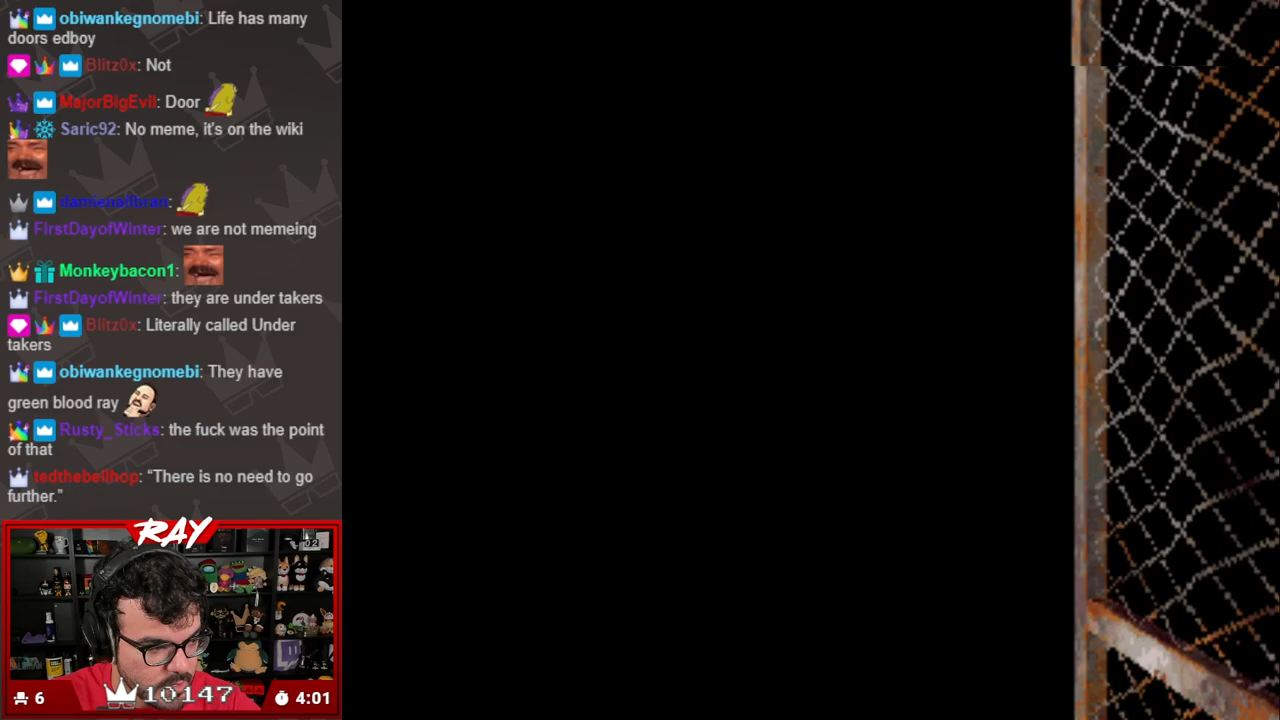 obiwankegnomebi: Life has many
doors edboy
Blitz0x: Not
MajorBigEvil: Door
Saric92: No meme, it's on the wiki
damienalbran:
FirstDayofWinter: we are not memeing
Monkeybacon1:
FirstDayofWinter: they are under takers
Blitz0x: Literally called Under
takers
obiwankegnomebi: They have
green blood ray
Rusty_Sticks: the fuck was the point
of that
tedthebellhop: “There is no need to go
further.”
RAY
6
10147
4:01